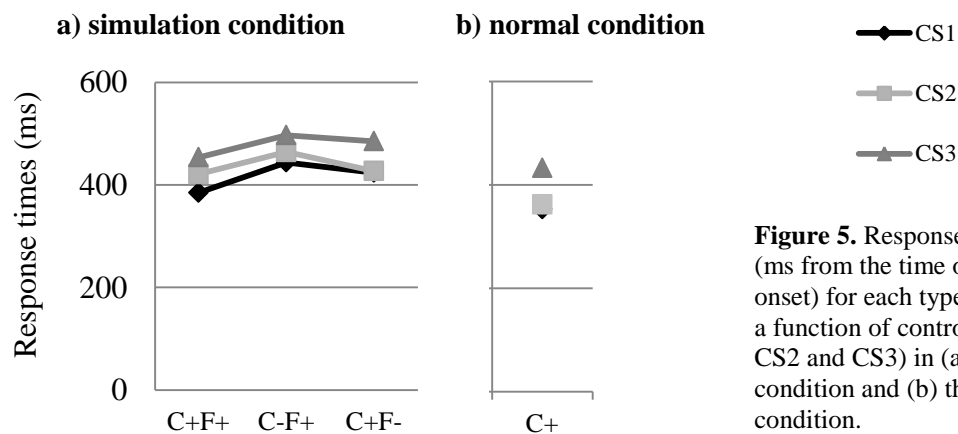 a) simulation condition
b) normal condition
CS1
CS2
CS3
Response times (ms)
600
400
200
0
C+F+ C-F+ C+F-
C+
Figure 5. Response
(ms from the time o
onset) for each type
a function of contro
CS2 and CS3) in (a
condition and (b) th
condition.